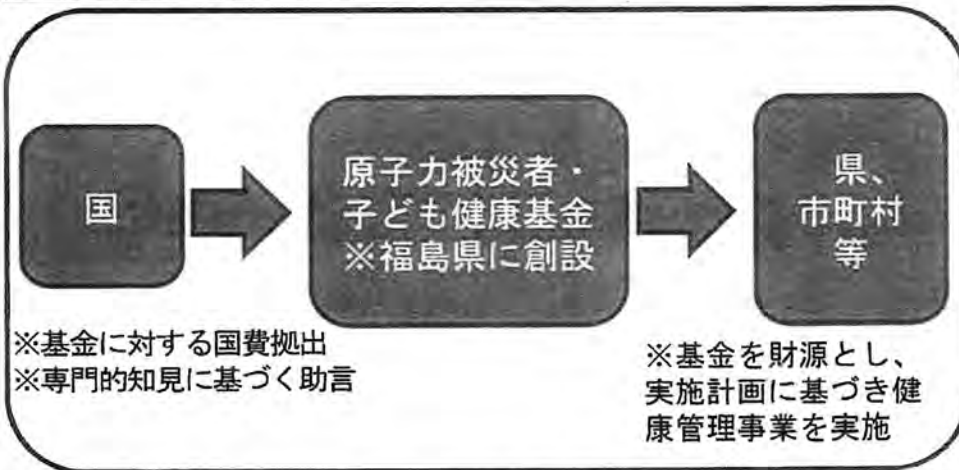 国
原子力被災者・
子ども健康基金
※福島県に創設
県、
市町村
等
※基金に対する国費拠出
※専門的知見に基づく助言
※基金を財源とし、
実施計画に基づき健
康管理事業を実施